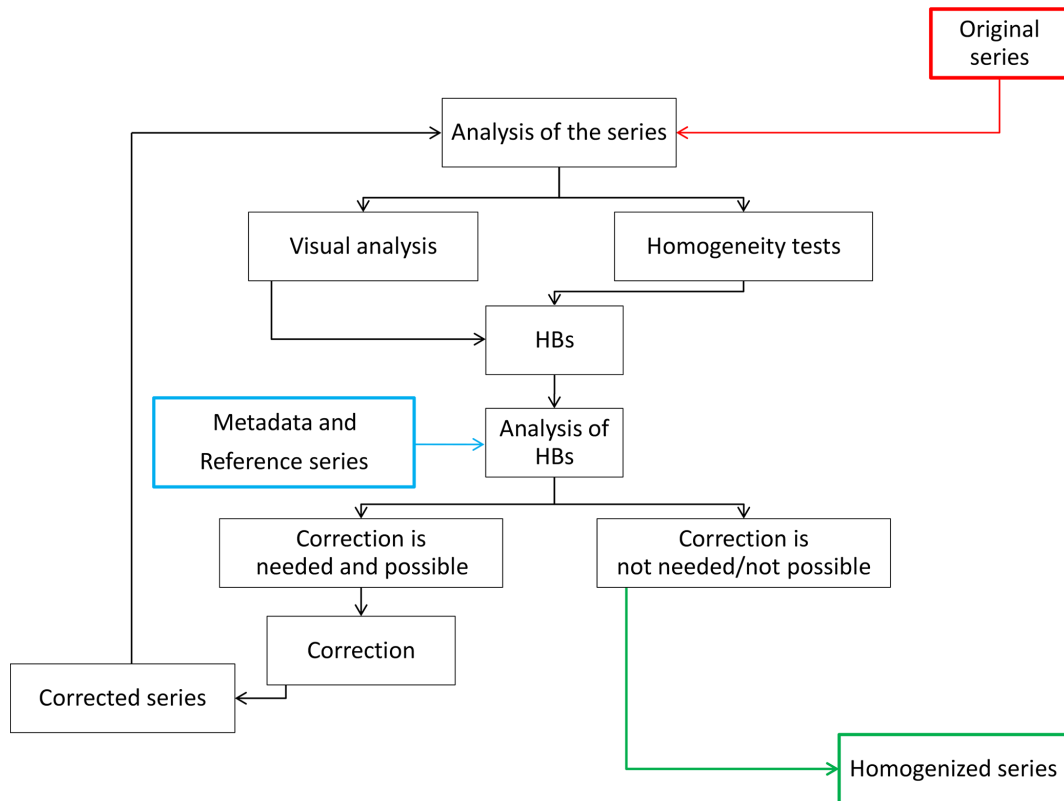 Original
series
Analysis of the series
Visual analysis
Homogeneity tests
HBs
Metadata and
Reference series
Analysis of
HBs
Correction is
needed and possible
Correction is
not needed/not possible
Correction
Corrected series
Homogenized series